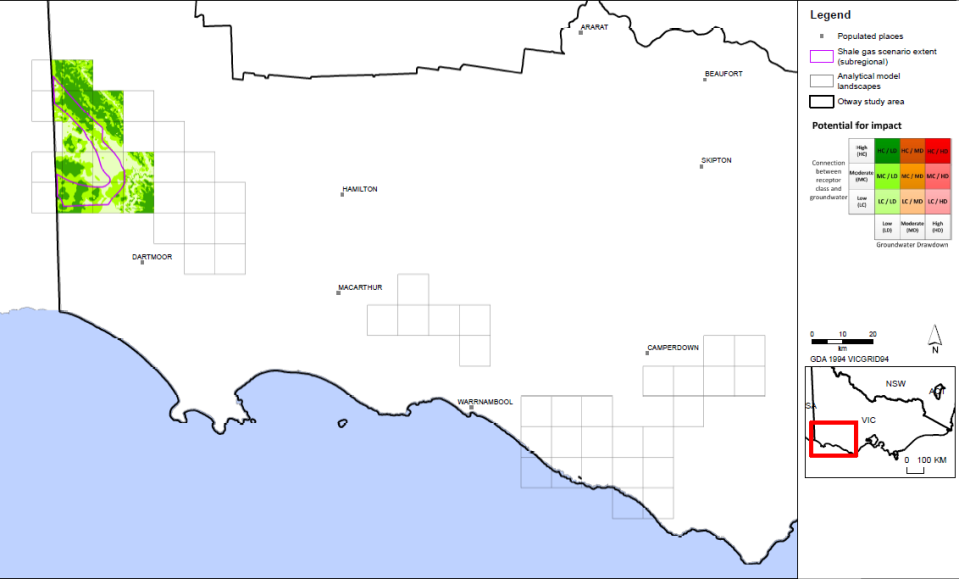 ARARAT
BEAUFORT
SKIPTON
HAMILTON
DARTMOOR
MACARTHUR
CAMPERDOWN
WARRNAMBOOL
Legend
Populated places
Shale gas scenario extent
(subregional)
Analytical model
landscapes
Otway study area
Potential for impact
Connection
between
receptor
class and
groundwater
High
(HC)
HC / LD HC / MD HC / HD
Moderate
(MC)
MC / LD MC / MD MC / HD
Low
(LC)
LC / LD LC / MD LC / HD
Low
(LD)
Moderate
(MD)
High
(HD)
Groundwater Drawdown
0 10 20
km
N
GDA 1994 VICGRID94
NSW
SA
VIC
0 100 KM